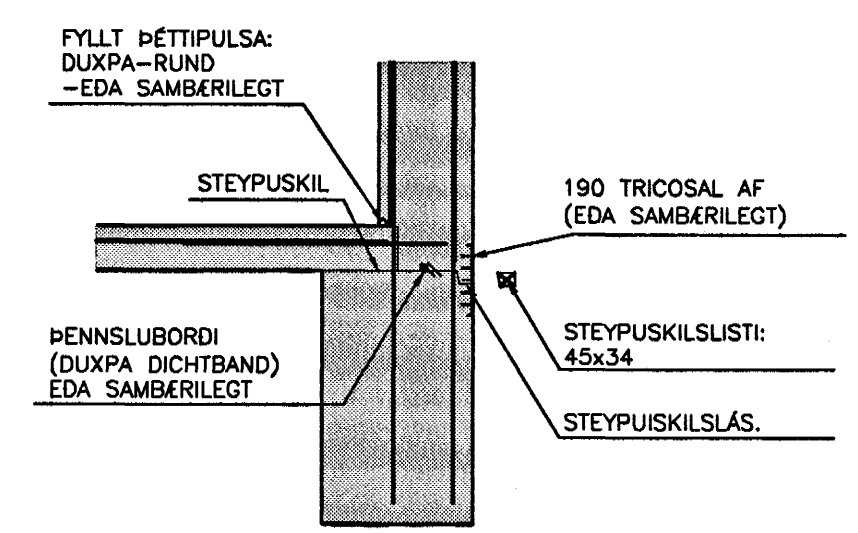 FYLLT ÞÉTTIPULSA:
DUXPA-RUND
-EDA SAMBÆRILEGT
STEYPUSKIL
190 TRICOSAL AF
(EDA SAMBÆRILEGT)
ÞENNSLUBORDI
(DUXPA DICHTBAND)
EDA SAMBÆRILEGT
STEYPUSKILSLISTI:
45x34
STEYPUISKILSLÁS.